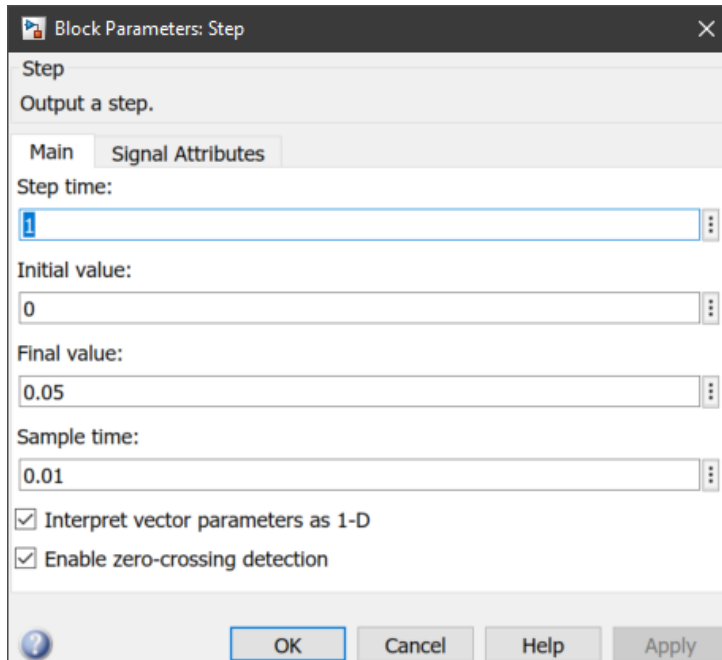 Block Parameters: Step
Step
Output a step.
Main Signal Attributes
Step time:
1
Initial value:
0
Final value:
0.05
Sample time:
0.01
Interpret vector parameters as 1-D
Enable zero-crossing detection
? OK Cancel Help Apply